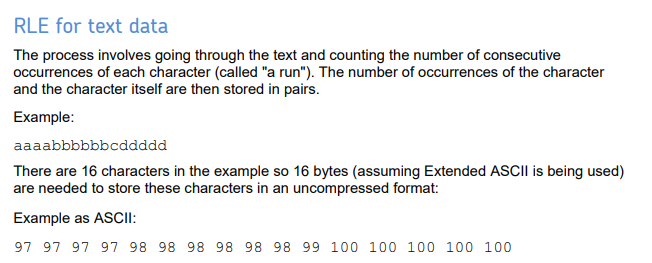 RLE for text data
The process involves going through the text and counting the number of consecutive
occurrences of each character (called "a run"). The number of occurrences of the character
and the character itself are then stored in pairs.
Example:
aaaabbbbbbcddddd
There are 16 characters in the example so 16 bytes (assuming Extended ASCII is being used)
are needed to store these characters in an uncompressed format:
Example as ASCII:
97 97 97 97 98 98 98 98 98 98 99 100 100 100 100 100